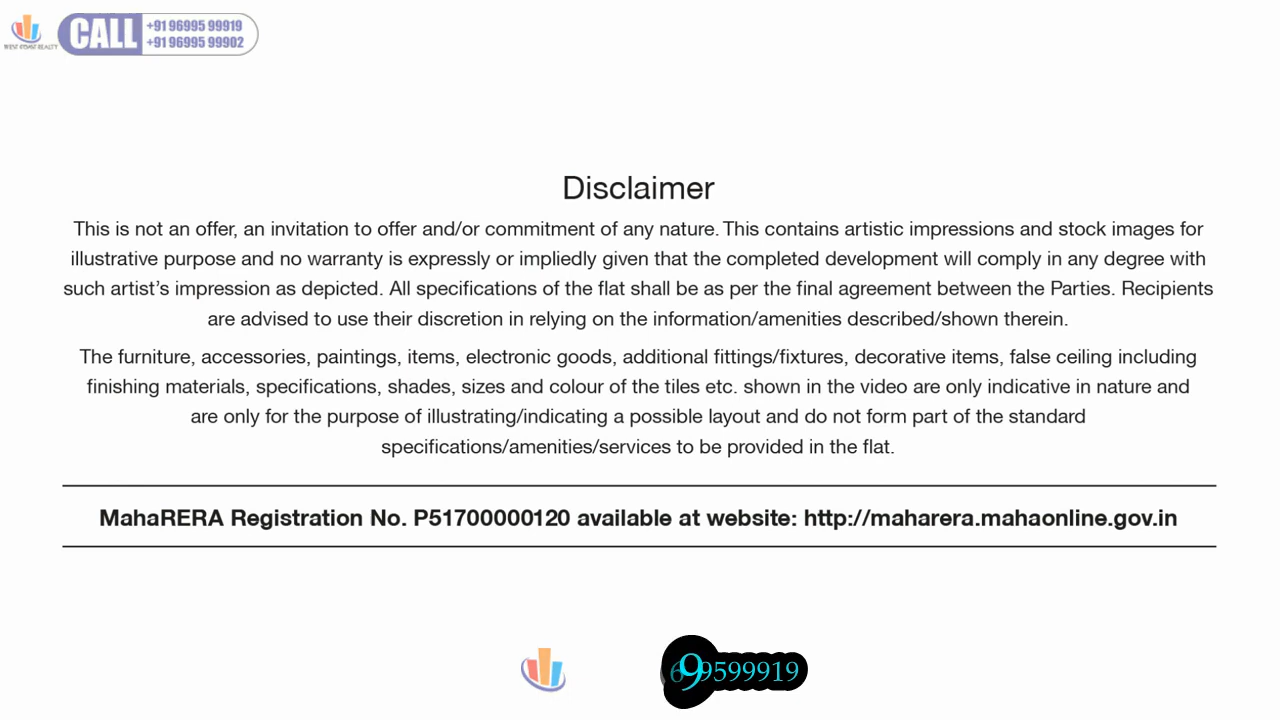 WEST COAST REALTY
CALL
+91 96995 99919
+91 96995 99902
Disclaimer
This is not an offer, an invitation to offer and/or commitment of any nature. This contains artistic impressions and stock images for
illustrative purpose and no warranty is expressly or impliedly given that the completed development will comply in any degree with
such artist's impression as depicted. All specifications of the flat shall be as per the final agreement between the Parties. Recipients
are advised to use their discretion in relying on the information/amenities described/shown therein.
The furniture, accessories, paintings, items, electronic goods, additional fittings/fixtures, decorative items, false ceiling including
finishing materials, specifications, shades, sizes and colour of the tiles etc. shown in the video are only indicative in nature and
are only for the purpose of illustrating/indicating a possible layout and do not form part of the standard
specifications/amenities/services to be provided in the flat.
MahaRERA Registration No. P51700000120 available at website: http://maharera.mahaonline.gov.in